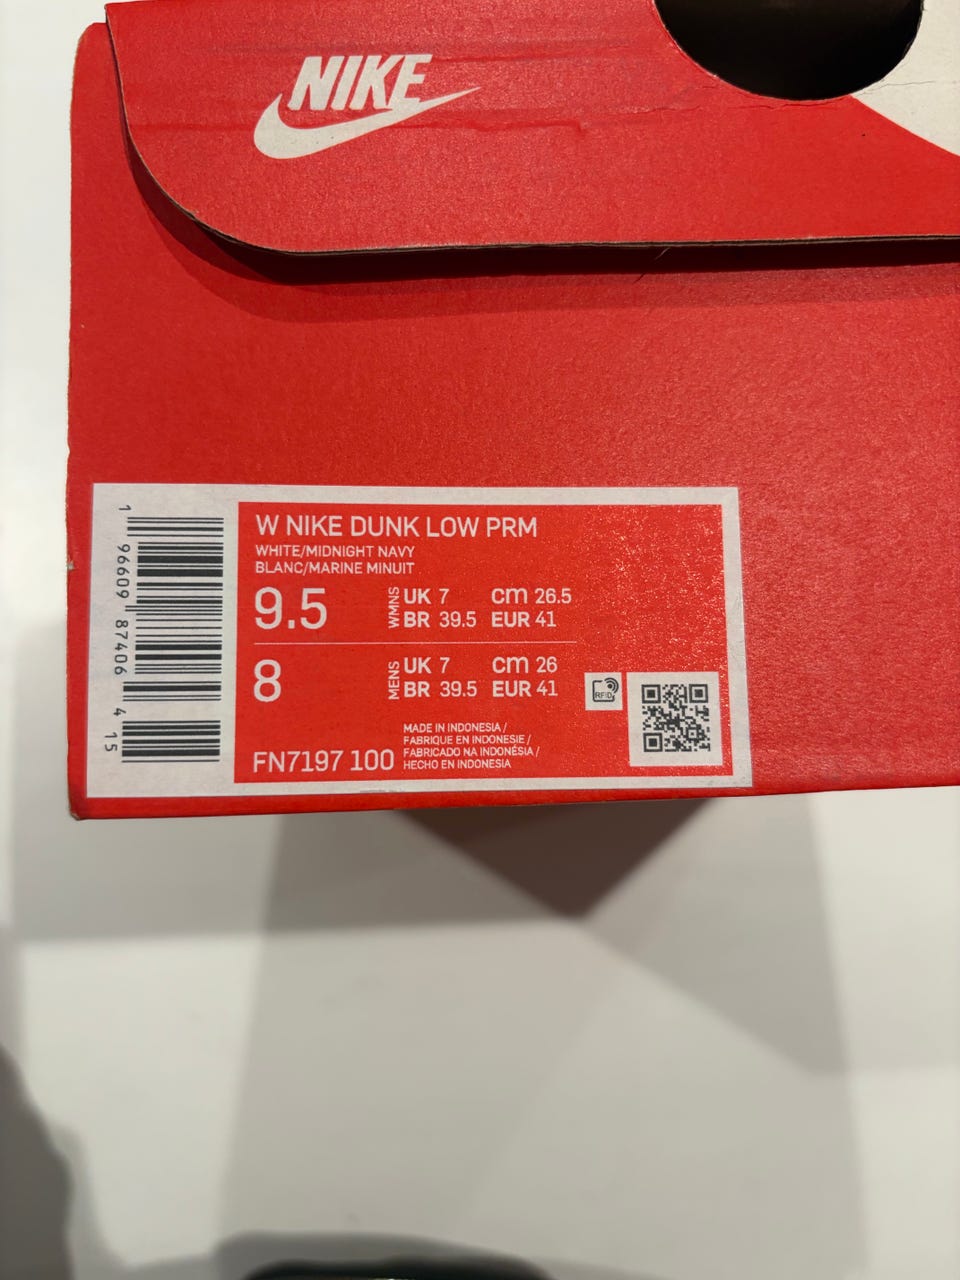 NIKE
W NIKE DUNK LOW PRM
WHITE/MIDNIGHT NAVY
BLANC/MARINE MINUIT
9.5 WMNS UK 7 CM 26.5
BR 39.5 EUR 41
8 MENS UK 7 CM 26
BR 39.5 EUR 41
RFID
FN7197 100
MADE IN INDONESIA /
FABRIQUE EN INDONESIE /
FABRICADO NA INDONÉSIA /
HECHO EN INDONESIA
1 96609 87406 4 15